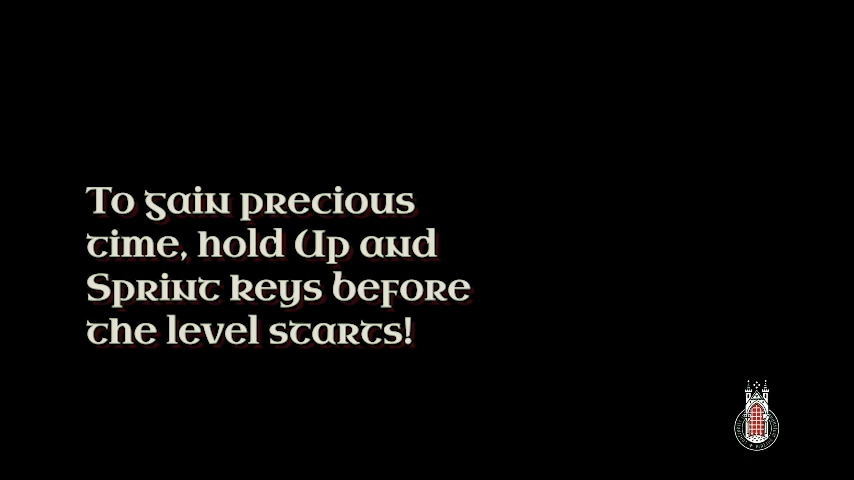 To gain precious
time, hold Up and
Sprint keys before
the level starts!